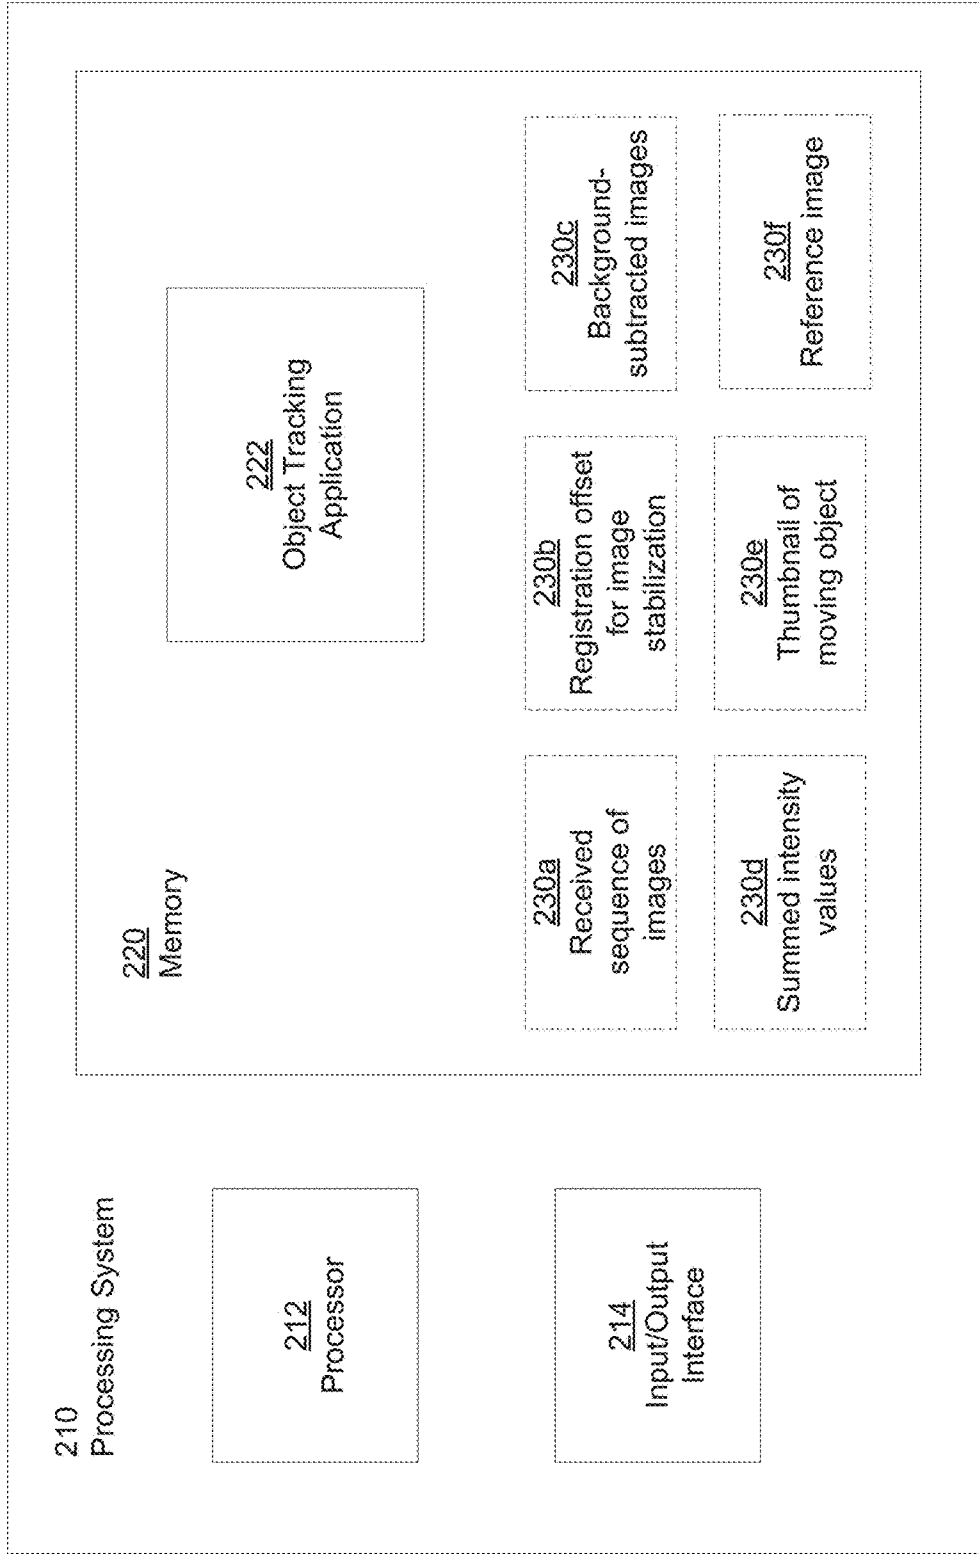 210
Processing System
212
Processor
214
Input/Output
Interface
220
Memory
222
Object Tracking
Application
230a
Received
sequence of
images
230b
Registration offset
for image
stabilization
230c
Background-
subtracted images
230d
Summed intensity
values
230e
Thumbnail of
moving object
230f
Reference image